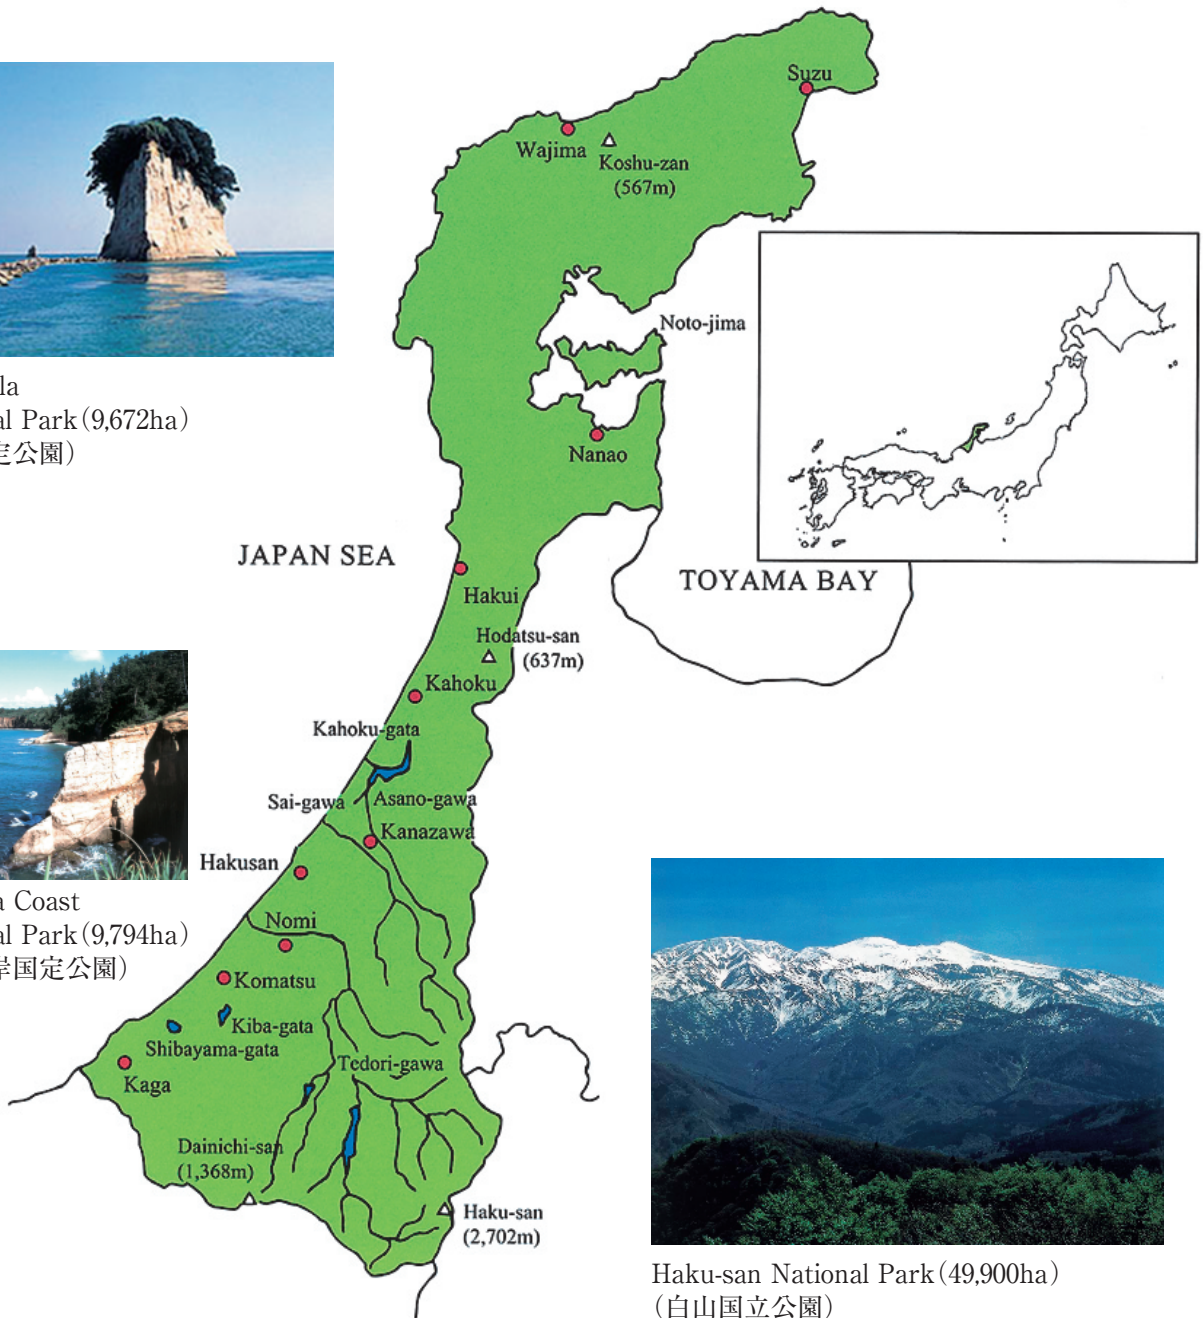 Suzu
Wajima
Koshu-zan
(567m)
Noto-jima
la
al Park(9,672ha)
定公園)
Nanao
JAPAN SEA
TOYAMA BAY
Hakui
Hodatsu-san
(637m)
Kahoku
Kahoku-gata
Sai-gawa
Asano-gawa
Kanazawa
Hakusan
a Coast
al Park(9,794ha)
岸国定公園)
Nomi
Komatsu
Kiba-gata
Shibayama-gata
Tedori-gawa
Kaga
Dainichi-san
(1,368m)
Haku-san
(2,702m)
Haku-san National Park(49,900ha)
(白山国立公園)